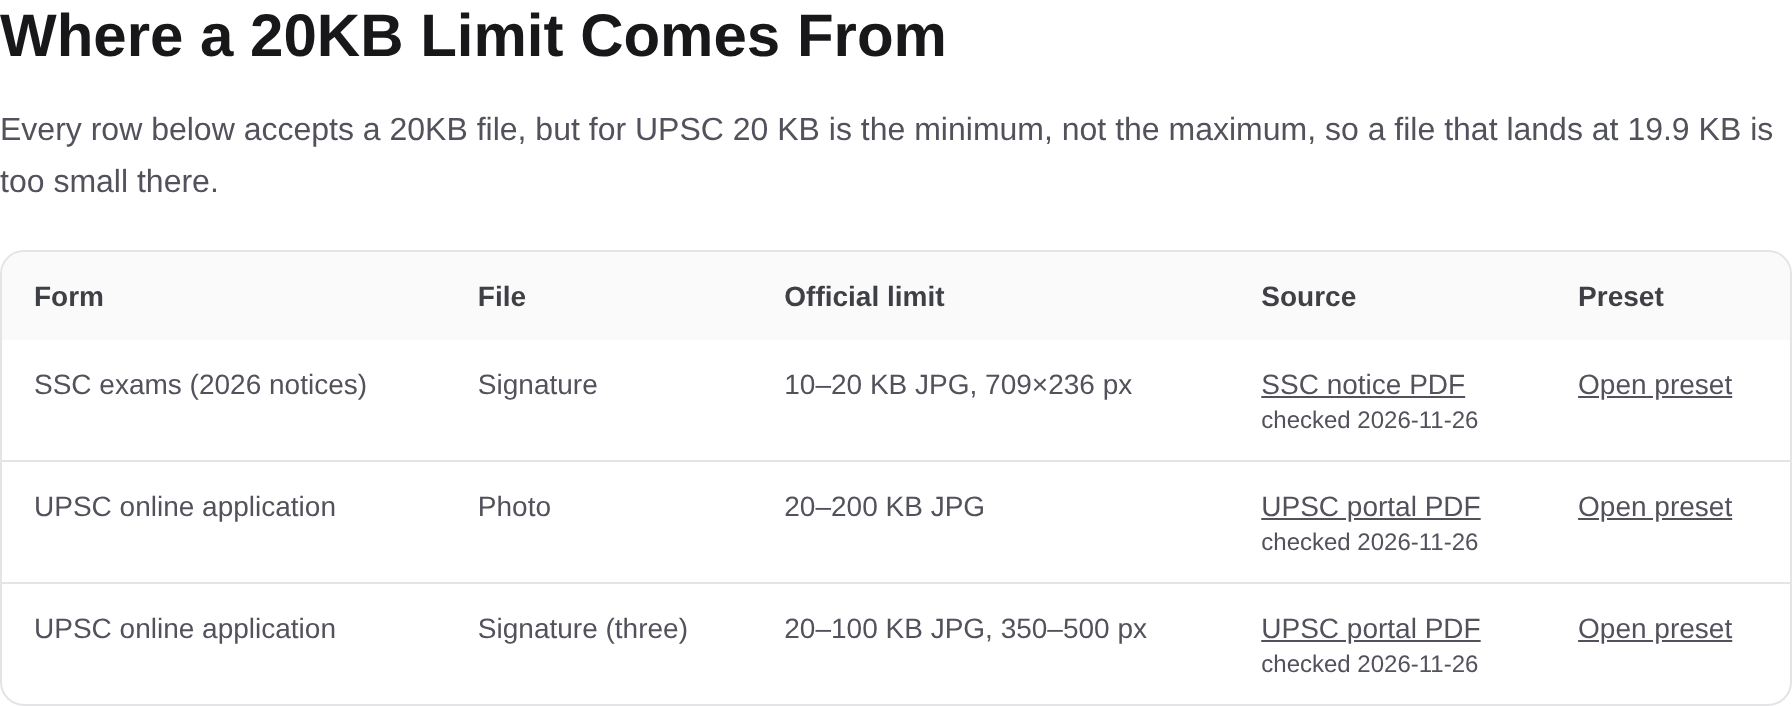 Where a 20KB Limit Comes From
Every row below accepts a 20KB file, but for UPSC 20 KB is the minimum, not the maximum, so a file that lands at 19.9 KB is
too small there.
Form File Official limit Source Preset
SSC exams (2026 notices) Signature 10–20 KB JPG, 709×236 px SSC notice PDF Open preset
checked 2026-11-26
UPSC online application Photo 20–200 KB JPG UPSC portal PDF Open preset
checked 2026-11-26
UPSC online application Signature (three) 20–100 KB JPG, 350–500 px UPSC portal PDF Open preset
checked 2026-11-26